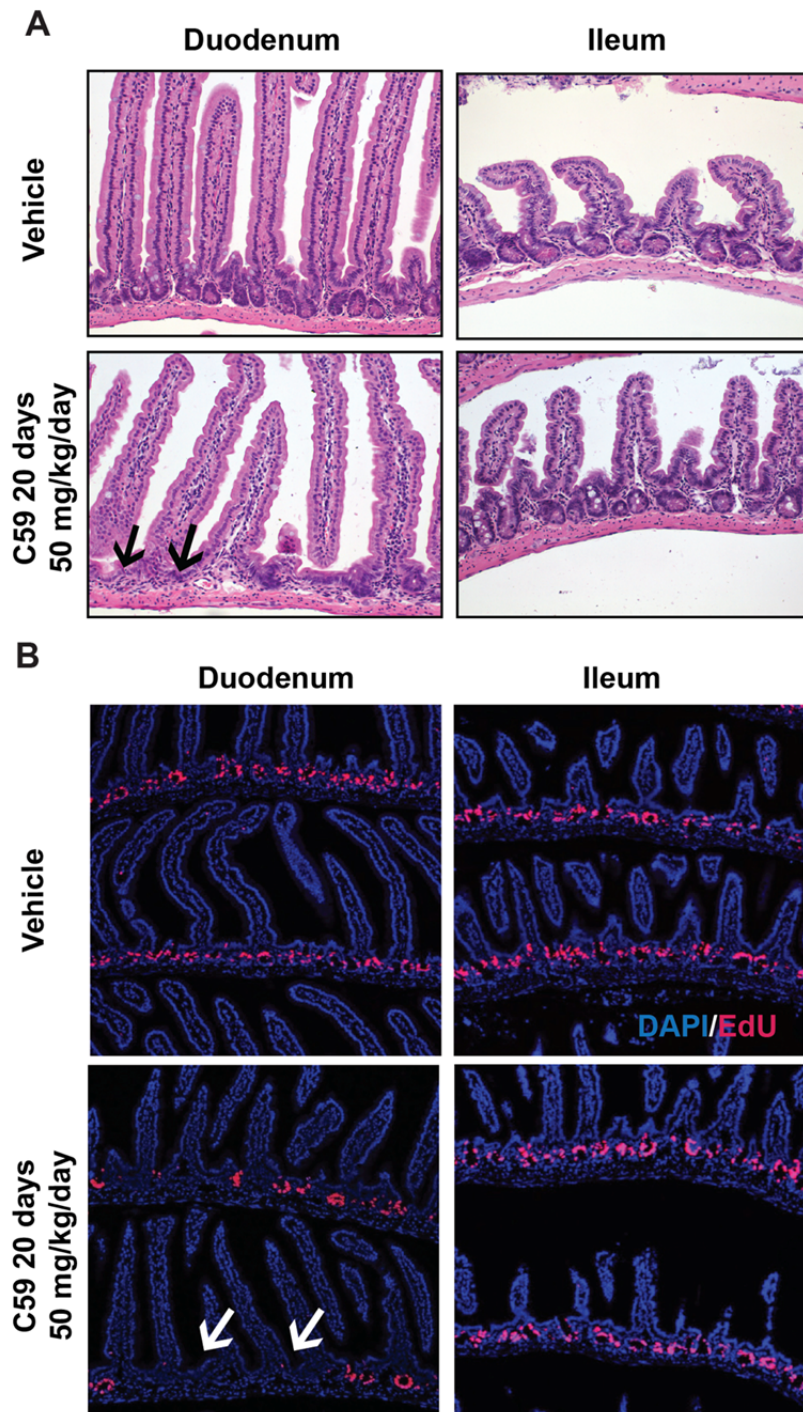 A
Duodenum Ileum
Vehicle
C59 20 days
50 mg/kg/day
B
Duodenum Ileum
Vehicle
DAPI/EdU
C59 20 days
50 mg/kg/day